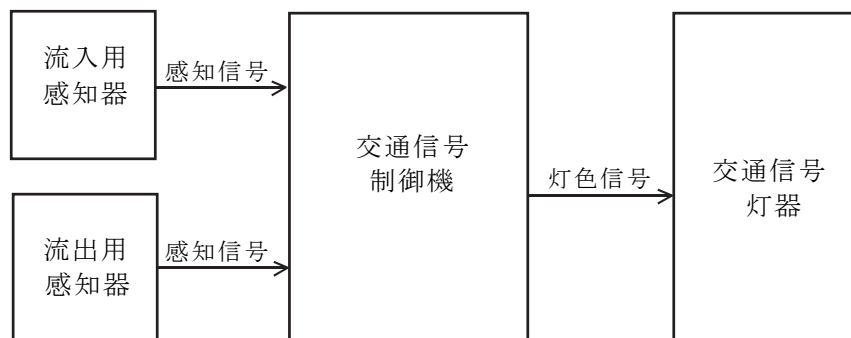 流入用
感知器
感知信号
交通信号
制御機
灯色信号
交通信号
灯器
流出用
感知器
感知信号